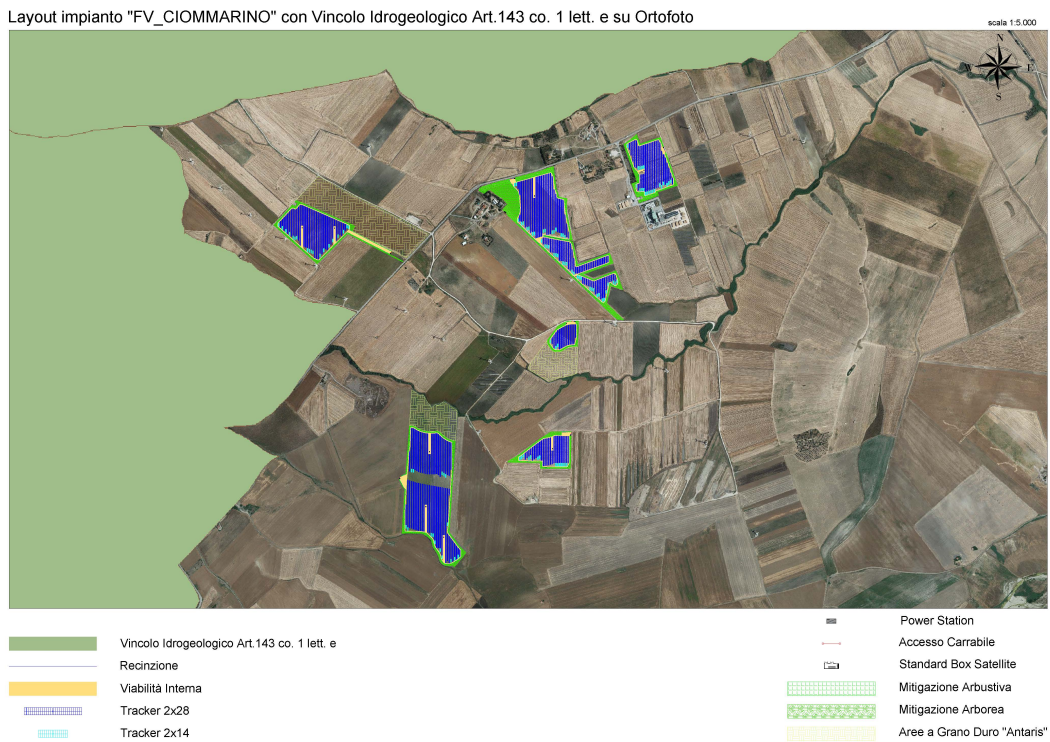 Layout impianto "FV_CIOMMARINO" con Vincolo Idrogeologico Art.143 co. 1 lett. e su Ortofoto
scala 1:5.000
N
W
E
S
Vincolo Idrogeologico Art.143 co. 1 lett. e
Recinzione
Viabilità Interna
Tracker 2x28
Tracker 2x14
Power Station
Accesso Carrabile
Standard Box Satellite
Mitigazione Arbustiva
Mitigazione Arborea
Aree a Grano Duro "Antaris"